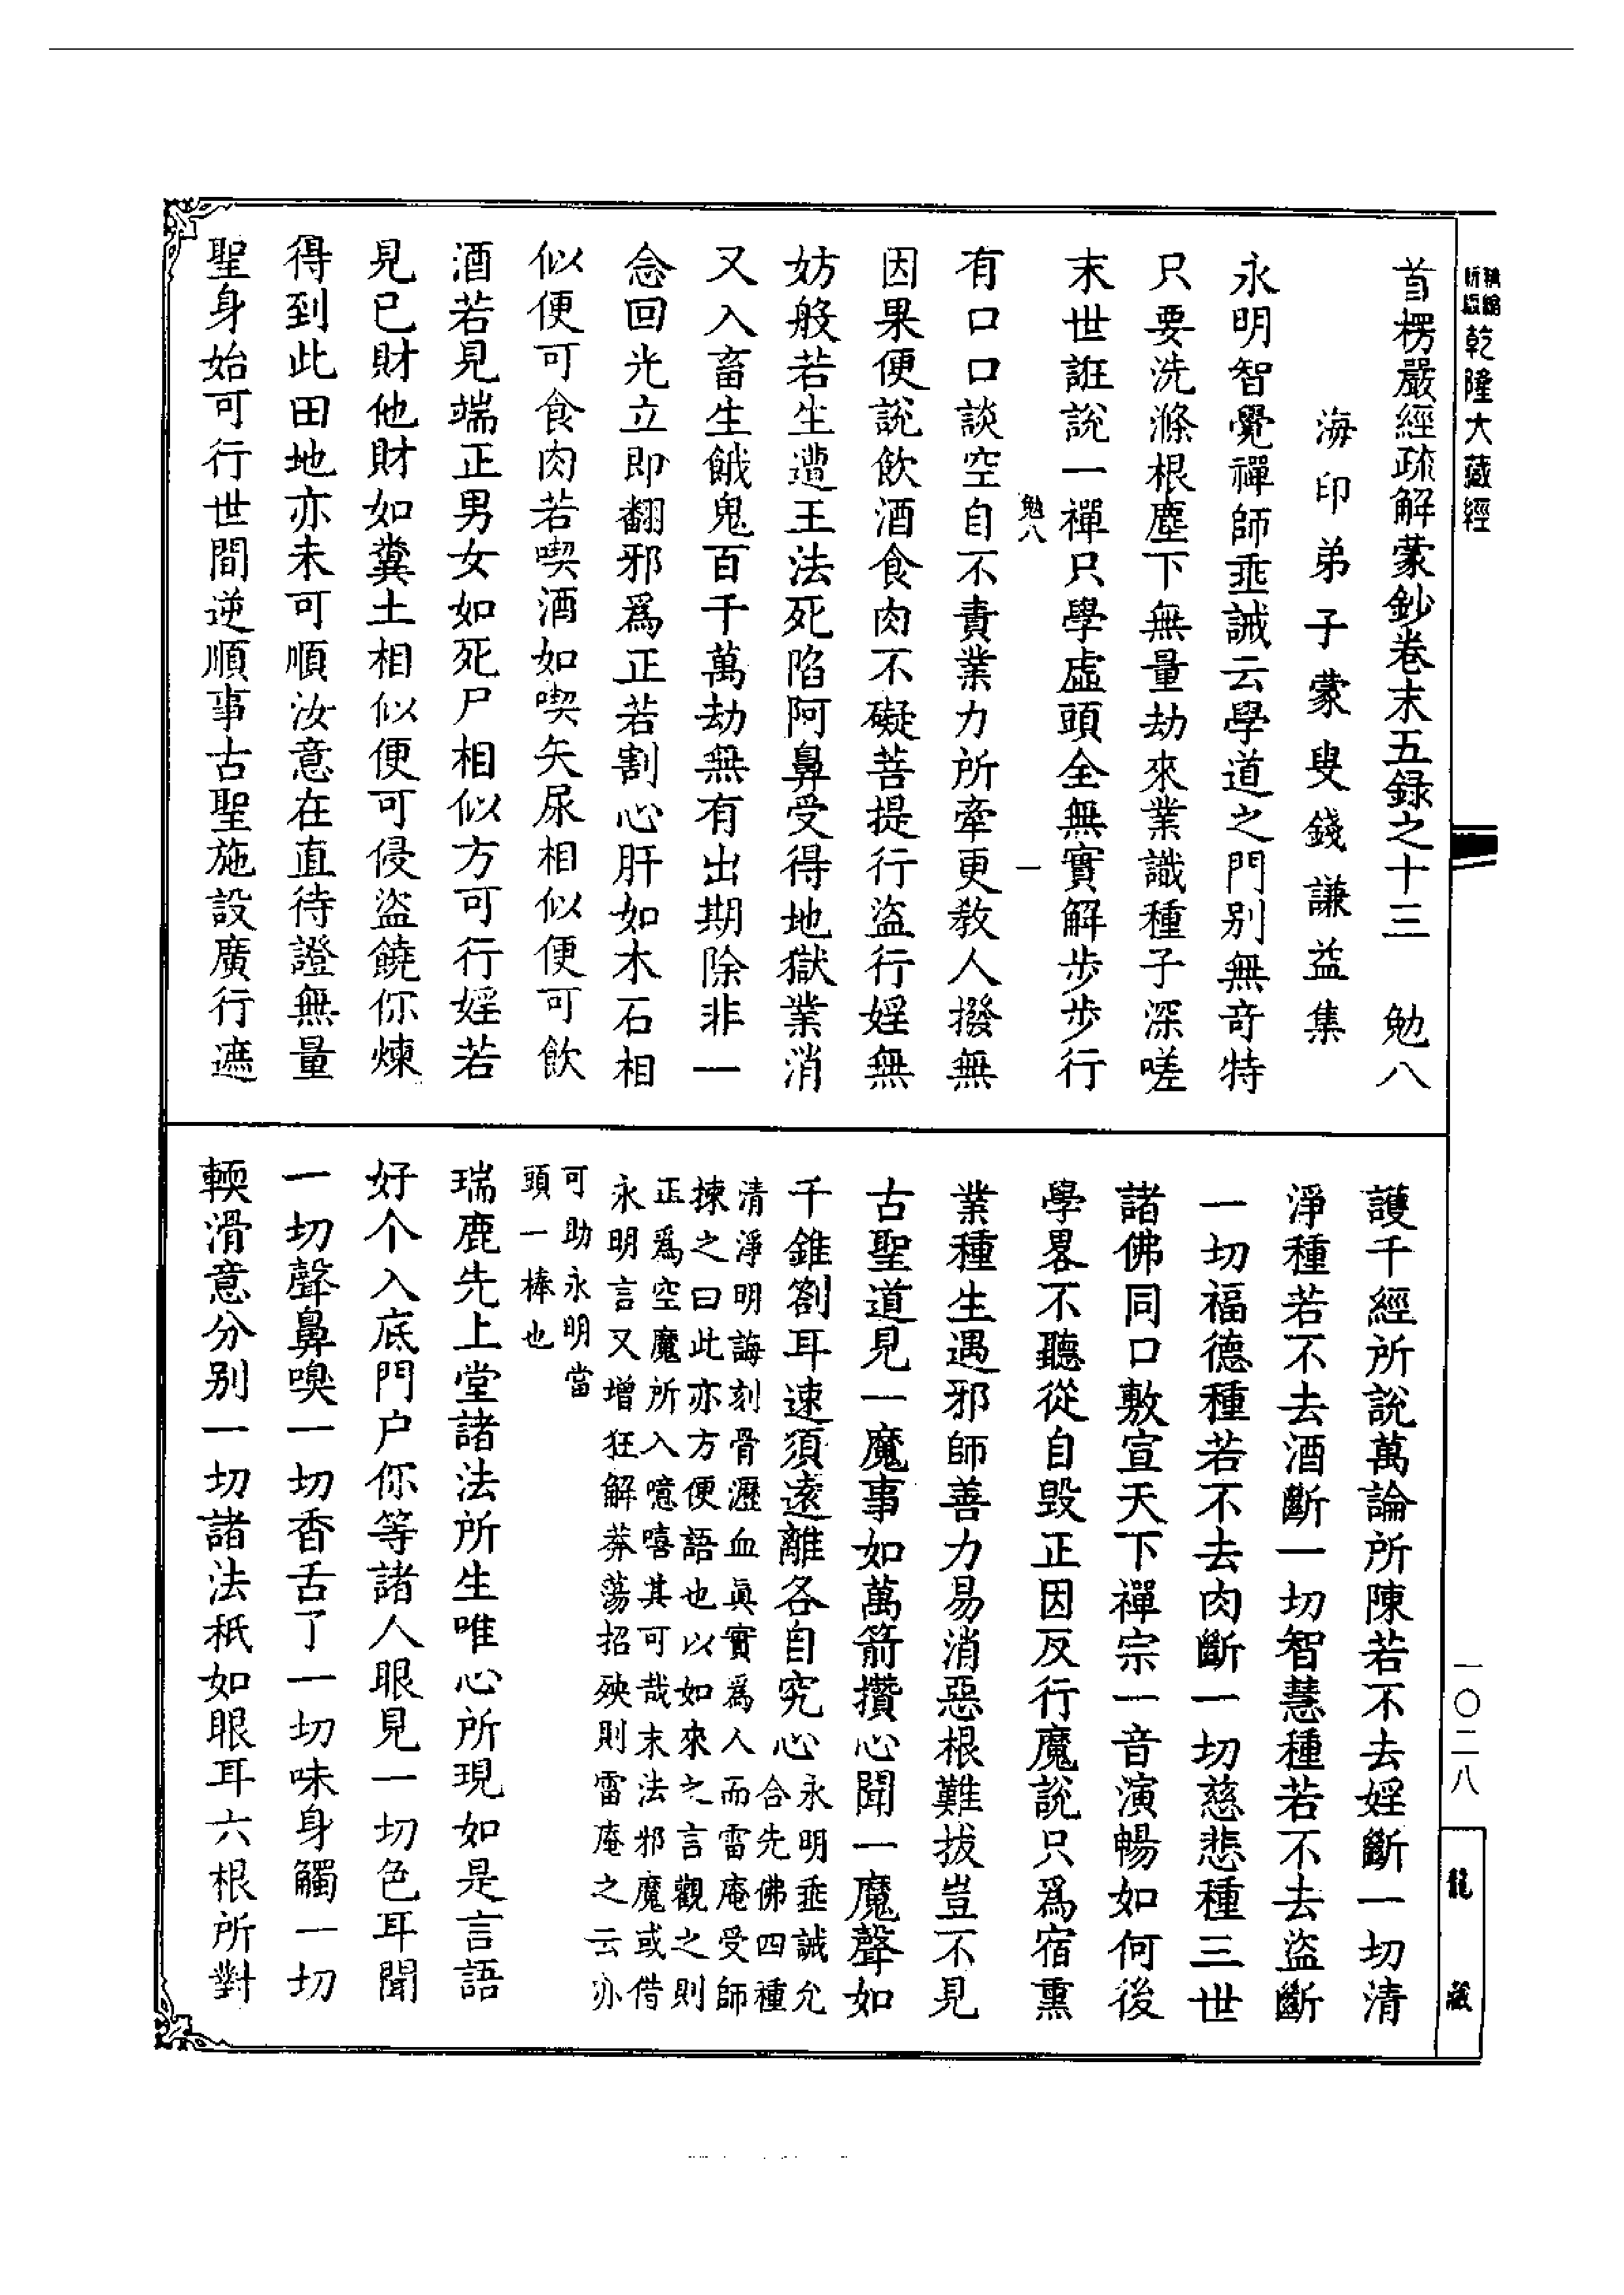 乾隆大藏經
首楞嚴經疏解蒙鈔卷末五録之十三　勉八
海印弟子蒙叟錢謙益集
永明智覺禪師垂誡云學道之門别無奇特
只要洗滌根塵下無量劫來業識種子深嗟
末世誑説一禪只學虛頭全無實解步步行
勉八　一
有口口談空自不責業力所牽更教人撥無
因果便説飲酒食肉不礙菩提行盜行婬無
妨般若生遭王法死陷阿鼻受得地獄業消
又入畜生餓鬼百千萬劫無有出期除非一
念回光立即翻邪爲正若割心肝如木石相
似便可食肉若喫酒如喫矢尿相似便可飲
酒若見端正男女如死尸相似方可行婬若
見已財他財如糞土相似便可侵盜饒你煉
得到此田地亦未可順汝意在直待證無量
聖身始可行世間逆順事古聖施設廣行遮
護千經所説萬論所陳若不去婬斷一切清
淨種若不去酒斷一切智慧種若不去盜斷
一切福德種若不去肉斷一切慈悲種三世
諸佛同口敷宣天下禪宗一音演暢如何後
學畧不聽從自毁正因反行魔説只爲宿熏
業種生遇邪師善力易消惡根難拔豈不見
古聖道見一魔事如萬箭攢心聞一魔聲如
千錐劄耳速須遠離各自究心永明垂誡允
合先佛四種
清淨明誨刻骨瀝血眞實爲人而雷庵受師
揀之曰此亦方便語也以如來之言觀之則
正爲空魔所入噫嘻其可哉末法邪魔或借
永明言又增狂解莽蕩招殃則雷庵之云亦
可助永明當
頭一棒也
瑞鹿先上堂諸法所生唯心所現如是言語
好个入底門户你等諸人眼見一切色耳聞
一切聲鼻嗅一切香舌了一切味身觸一切
輭滑意分别一切諸法秖如眼耳六根所對
一〇二八
龍藏